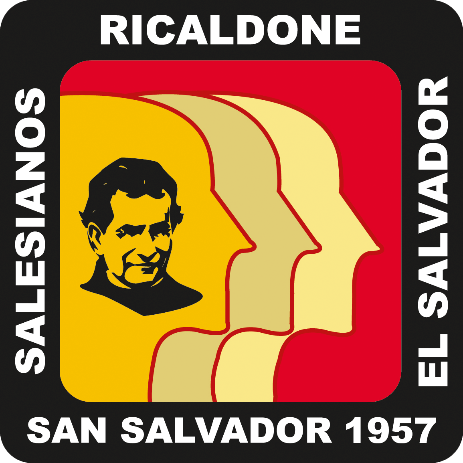 RICALDONE
SALESIANOS
EL SALVADOR
SAN SALVADOR 1957